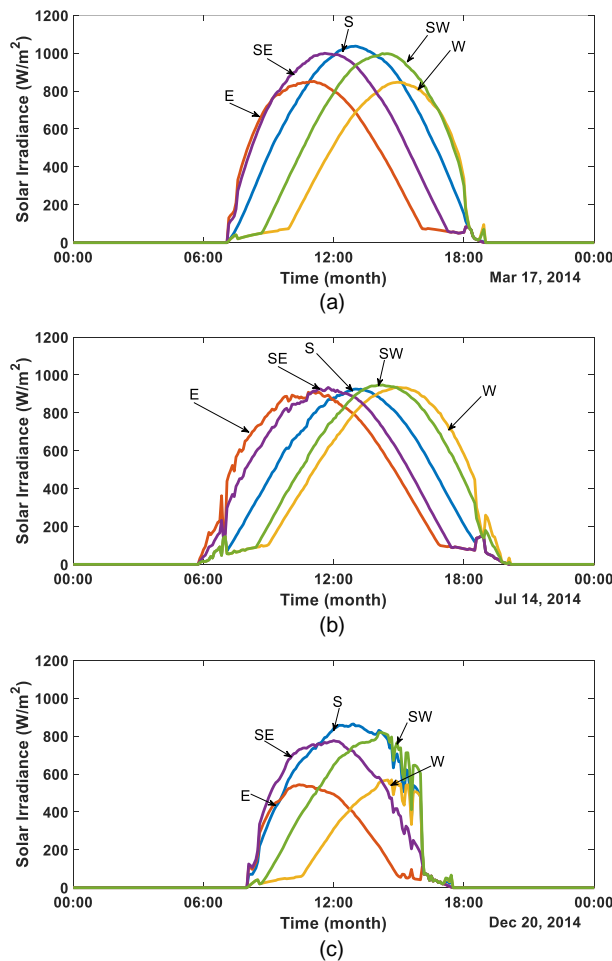 Solar Irradiance (W/m²)
1200
1000
800
600
400
200
0
E
SE
S
SW
W
00:00
06:00
12:00
18:00
00:00
Time (month)
Mar 17, 2014
(a)
Solar Irradiance (W/m²)
1200
1000
800
600
400
200
0
E
SE
S
SW
W
00:00
06:00
12:00
18:00
00:00
Time (month)
Jul 14, 2014
(b)
Solar Irradiance (W/m²)
1200
1000
800
600
400
200
0
E
SE
S
SW
W
00:00
06:00
12:00
18:00
00:00
Time (month)
Dec 20, 2014
(c)